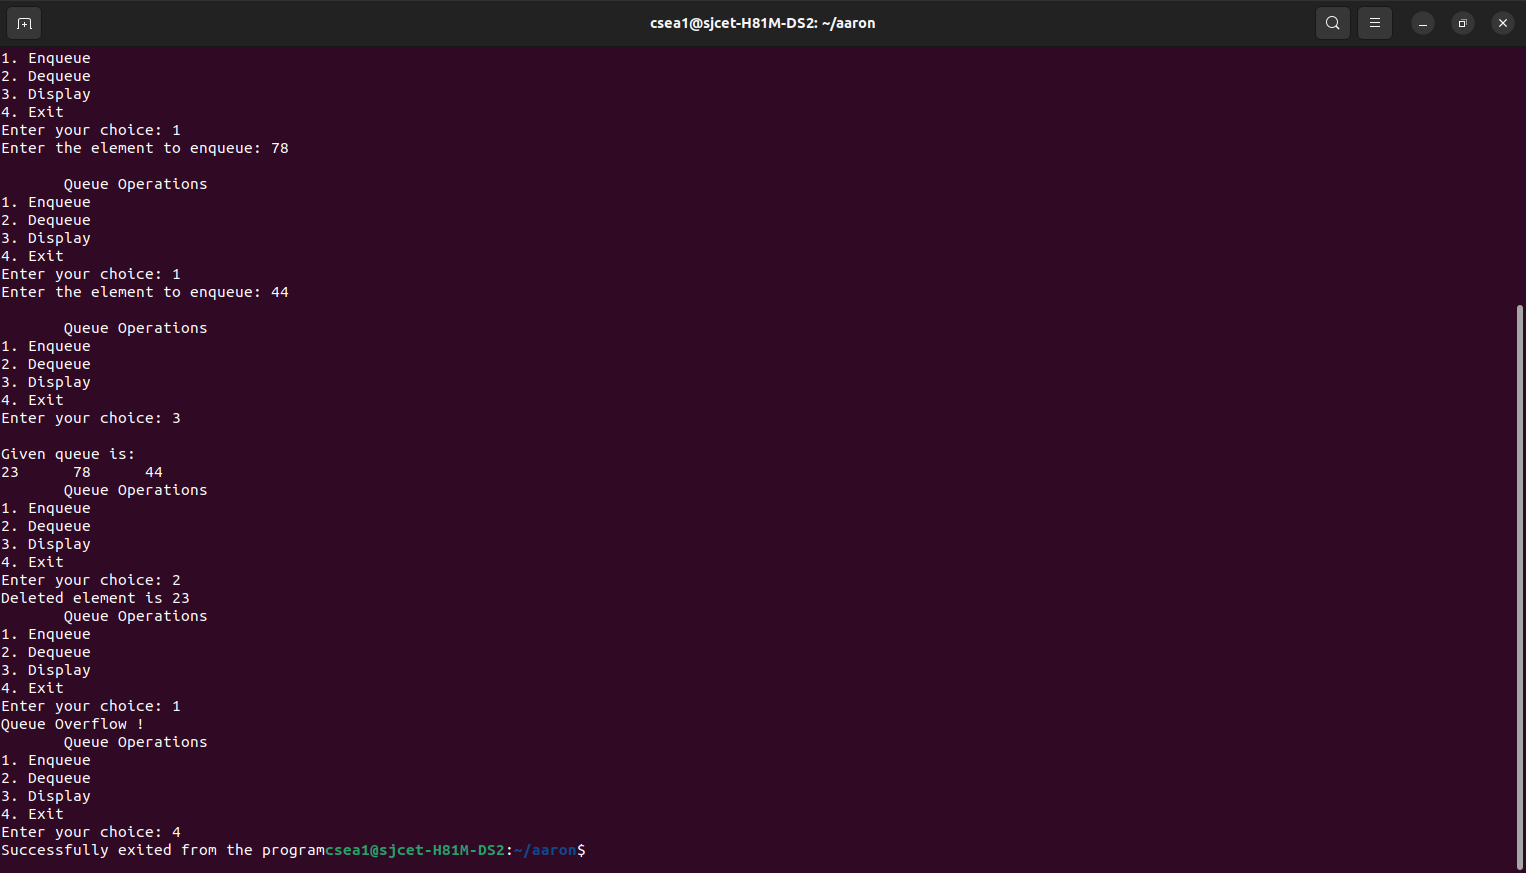 csea1@sjcet-H81M-DS2: ~/aaron
1. Enqueue
2. Dequeue
3. Display
4. Exit
Enter your choice: 1
Enter the element to enqueue: 78
Queue Operations
1. Enqueue
2. Dequeue
3. Display
4. Exit
Enter your choice: 1
Enter the element to enqueue: 44
Queue Operations
1. Enqueue
2. Dequeue
3. Display
4. Exit
Enter your choice: 3
Given queue is:
23      78      44
Queue Operations
1. Enqueue
2. Dequeue
3. Display
4. Exit
Enter your choice: 2
Deleted element is 23
Queue Operations
1. Enqueue
2. Dequeue
3. Display
4. Exit
Enter your choice: 1
Queue Overflow !
Queue Operations
1. Enqueue
2. Dequeue
3. Display
4. Exit
Enter your choice: 4
Successfully exited from the programcsea1@sjcet-H81M-DS2:~/aaron$